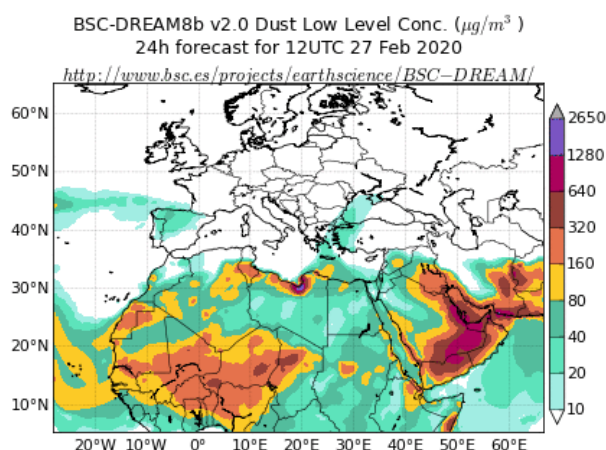 BSC-DREAM8b v2.0 Dust Low Level Conc. (μg/m³ )
24h forecast for 12UTC 27 Feb 2020
http://www.bsc.es/projects/earthscience/BSC−DREAM/
60°N
50°N
40°N
30°N
20°N
10°N
20°W 10°W 0° 10°E 20°E 30°E 40°E 50°E 60°E
2650
1280
640
320
160
80
40
20
10